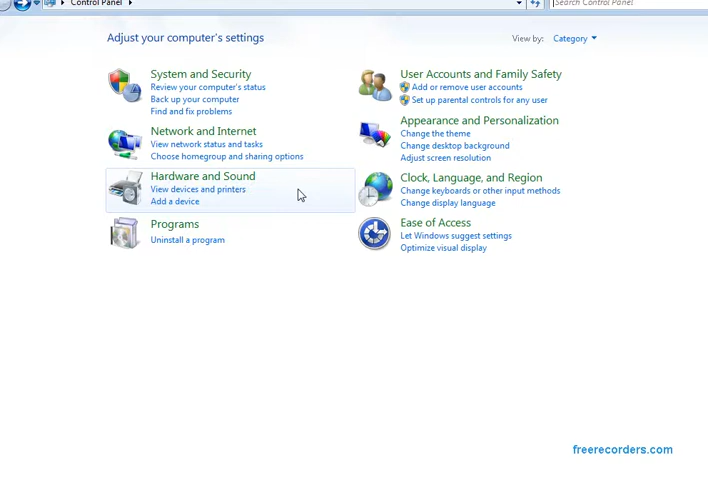 Control Panel
Search Control Panel
Adjust your computer's settings
View by: Category
System and Security
Review your computer's status
Back up your computer
Find and fix problems
Network and Internet
View network status and tasks
Choose homegroup and sharing options
Hardware and Sound
View devices and printers
Add a device
Programs
Uninstall a program
User Accounts and Family Safety
Add or remove user accounts
Set up parental controls for any user
Appearance and Personalization
Change the theme
Change desktop background
Adjust screen resolution
Clock, Language, and Region
Change keyboards or other input methods
Change display language
Ease of Access
Let Windows suggest settings
Optimize visual display
freerecorders.com